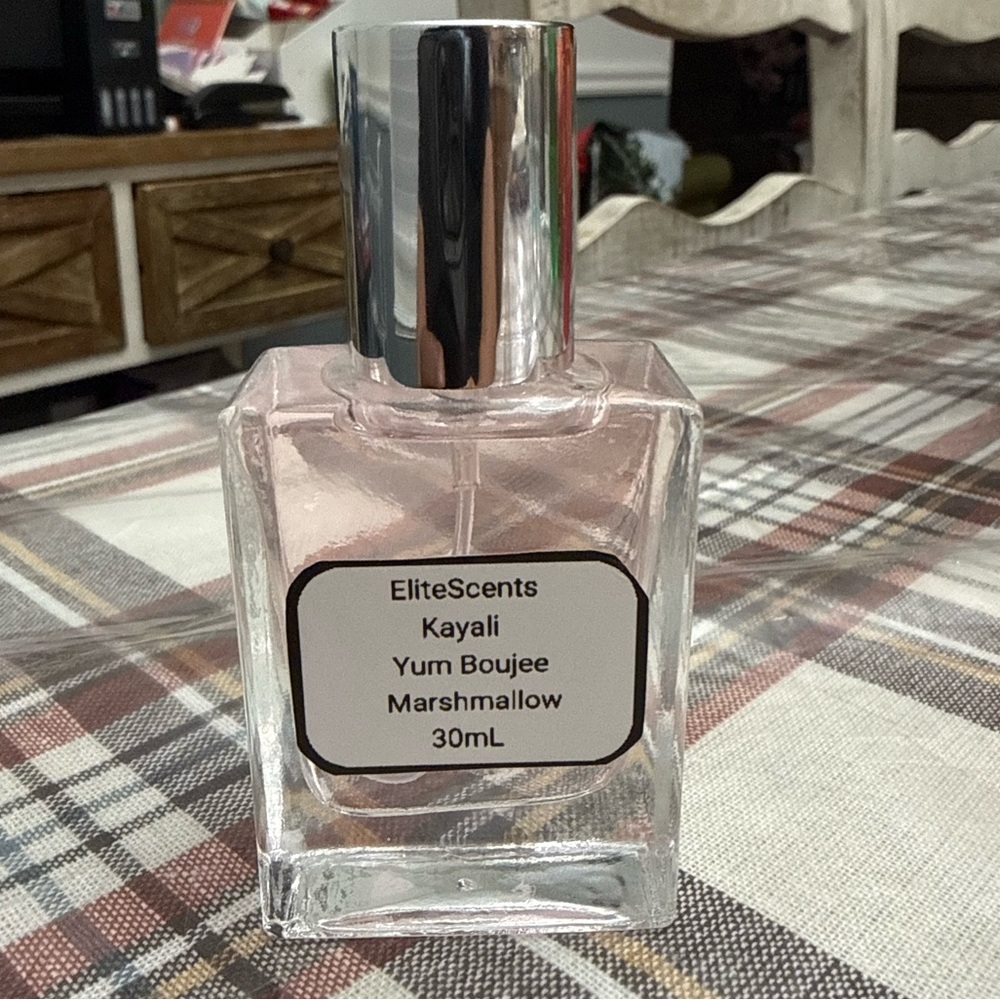 EliteScents
Kayali
Yum Boujee
Marshmallow
30mL